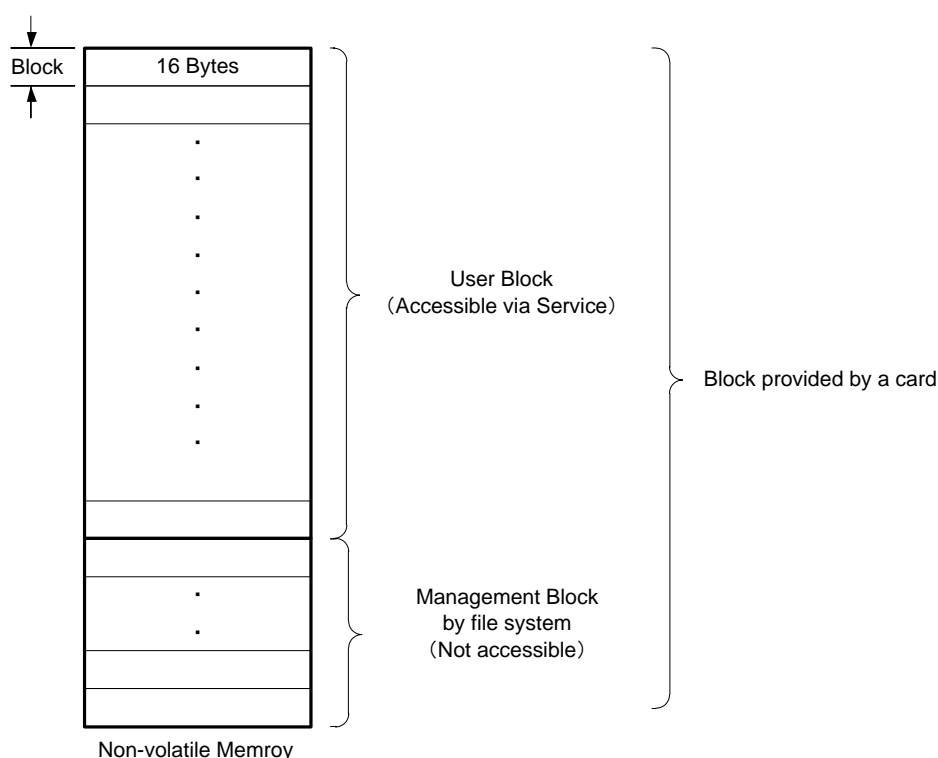 Block
16 Bytes
User Block
（Accessible via Service）
Block provided by a card
Management Block
by file system
（Not accessible）
Non-volatile Memroy